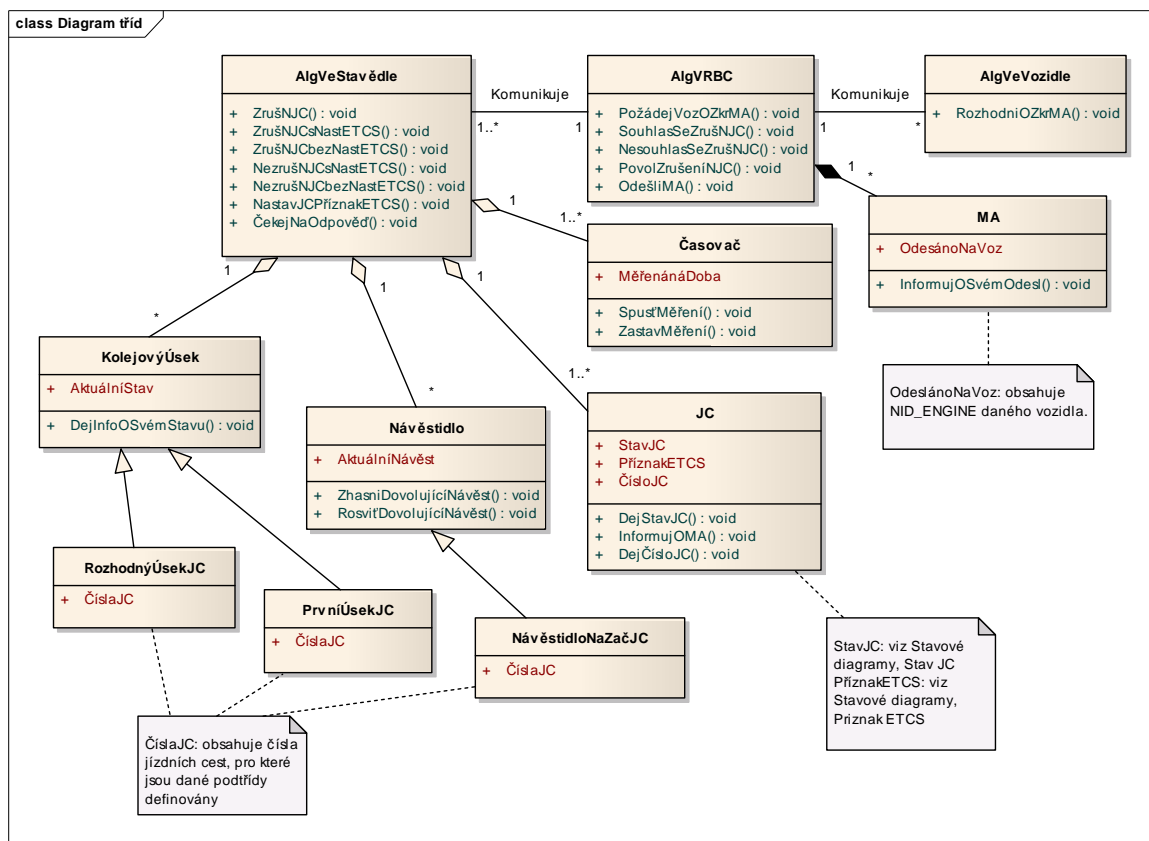 class Diagram tříd
AlgVeStavědle
+ ZrušNJC() : void
+ ZrušNJCsNastETCS() : void
+ ZrušNJCbezNastETCS() : void
+ NezrušNJCsNastETCS() : void
+ NezrušNJCbezNastETCS() : void
+ NastavJCPříznakETCS() : void
+ ČekejNaOdpověď() : void
Komunikuje
1..*
1
AlgVRBC
+ PožádejVozOZkrMA() : void
+ SouhlasSeZrušNJC() : void
+ NesouhlasSeZrušNJC() : void
+ PovolZrušeníNJC() : void
+ OdešliMA() : void
Komunikuje
1
*
AlgVeVozidle
+ RozhodniOZkrMA() : void
1
*
MA
+ OdesánoNaVoz
+ InformujOSvémOdesl() : void
1
1..*
Časovač
+ MěřenánáDoba
+ SpusťMěření() : void
+ ZastavMěření() : void
1
1
1
*
KolejovýÚsek
+ AktuálníStav
+ DejInfoOSvémStavu() : void
*
Návěstidlo
+ AktuálníNávěst
+ ZhasniDovolujícíNávěst() : void
+ RosviťDovolujícíNávěst() : void
1..*
JC
+ StavJC
+ PříznakETCS
+ ČísloJC
+ DejStavJC() : void
+ InformujOMA() : void
+ DejČísloJC() : void
OdeslánoNaVoz: obsahuje
NID_ENGINE daného vozidla.
RozhodnýÚsekJC
+ ČíslaJC
PrvníÚsekJC
+ ČíslaJC
NávěstidloNaZačJC
+ ČíslaJC
StavJC: viz Stavové
diagramy, Stav JC
PříznakETCS: viz
Stavové diagramy,
Priznak ETCS
ČíslaJC: obsahuje čísla
jízdních cest, pro které
jsou dané podtřídy
definovány